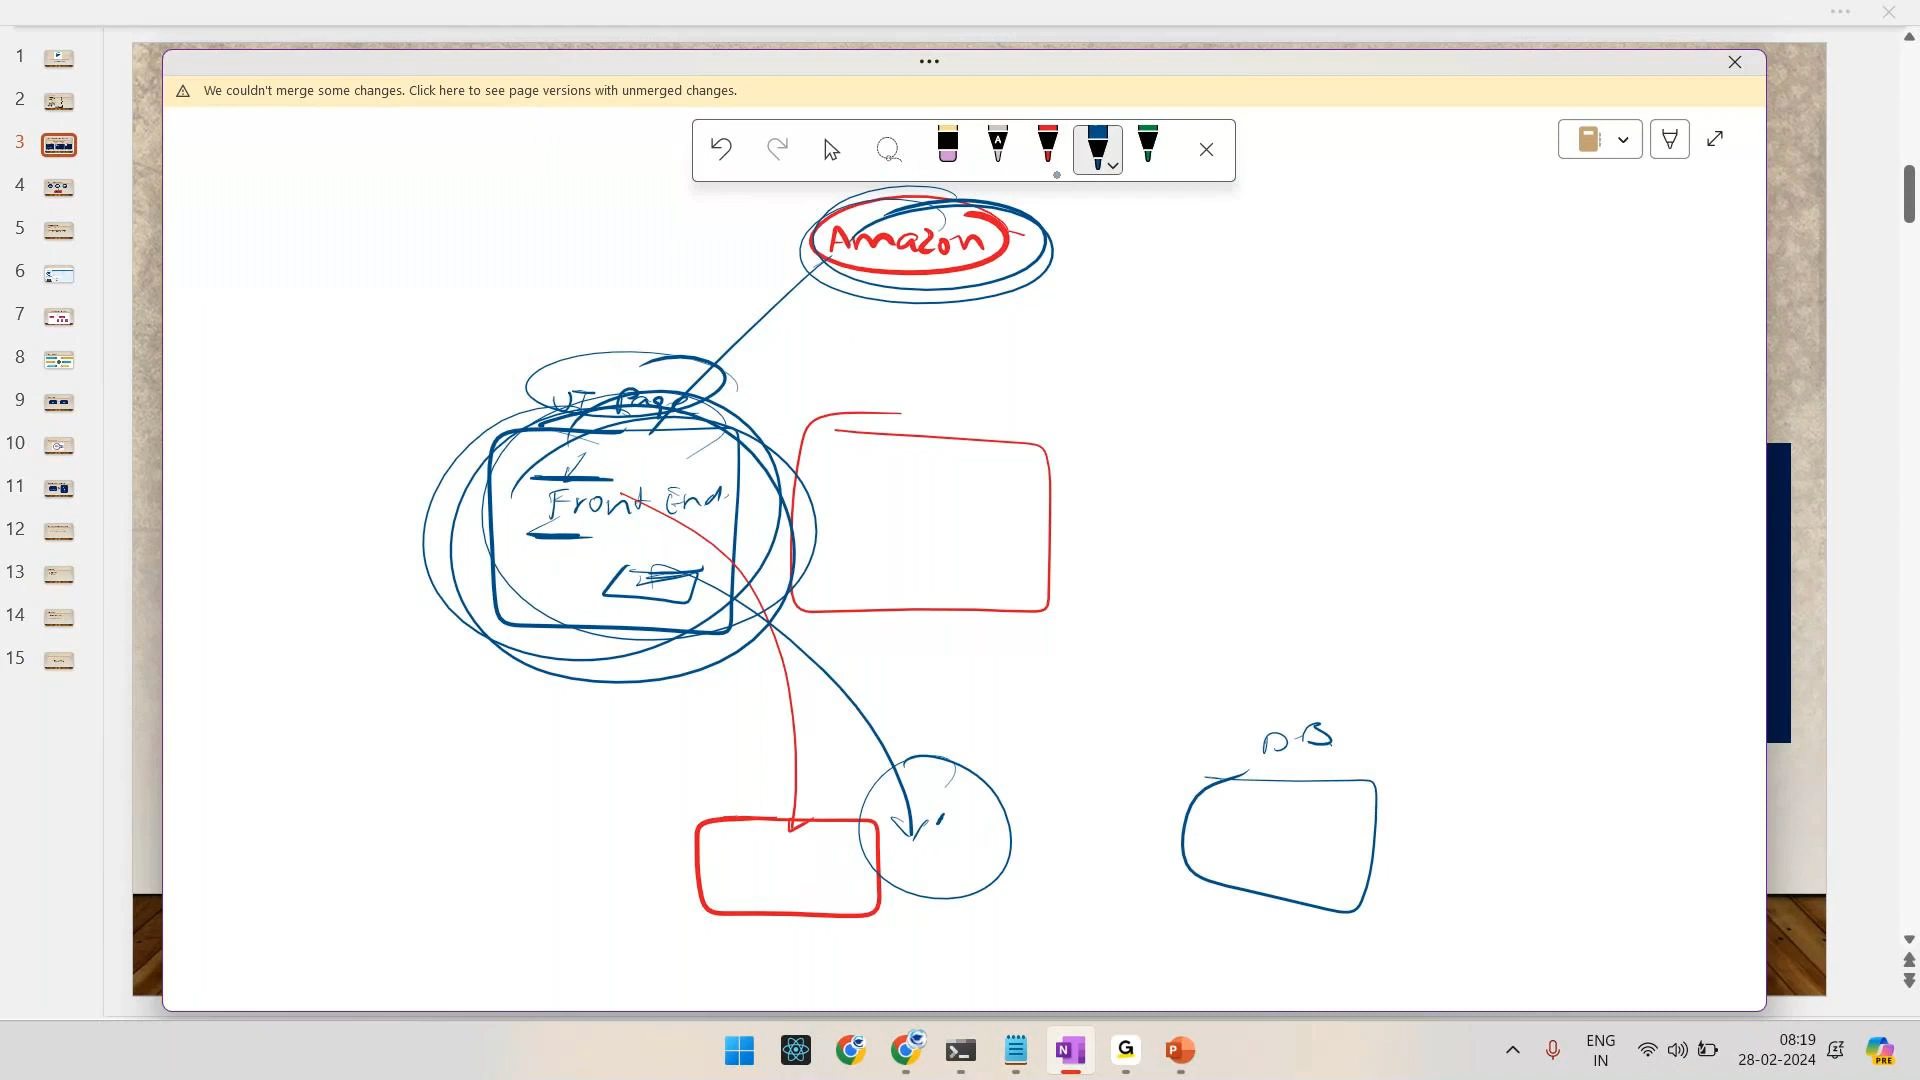 1
2
3
4
5
6
7
8
9
10
11
12
13
14
15
We couldn't merge some changes. Click here to see page versions with unmerged changes.
A
Amazon
UI Page
Front End.
D-B
N
G
P
ENG
IN
08:19
28-02-2024
PRE